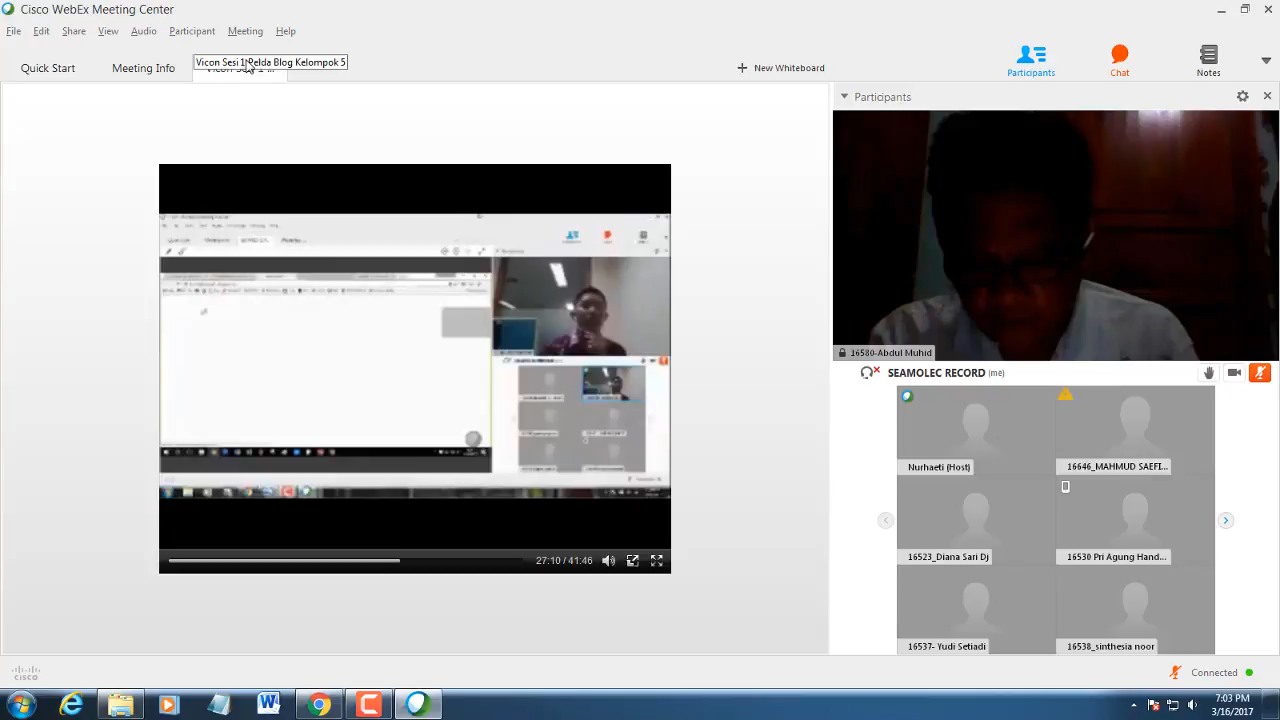 Cisco WebEx Meeting Center
File Edit Share View Audio Participant Meeting Help
Vicon Sesi 1 Pelda Blog Kelompok 5
Quick Start Meeting Info
New Whiteboard
Participants Chat Notes
Participants
16580-Abdul Muhid
SEAMOLEC RECORD (me)
Nurhaeti (Host) 16646_MAHMUD SAEFI...
16523_Diana Sari Dj 16530 Pri Agung Hand...
16537- Yudi Setiadi 16538_sinthesia noor
27:10 / 41:46
cisco
Connected
7:03 PM
3/16/2017